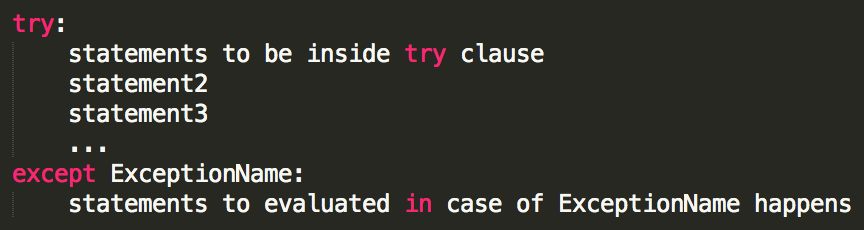 try:
    statements to be inside try clause
    statement2
    statement3
    ...
except ExceptionName:
    statements to evaluated in case of ExceptionName happens